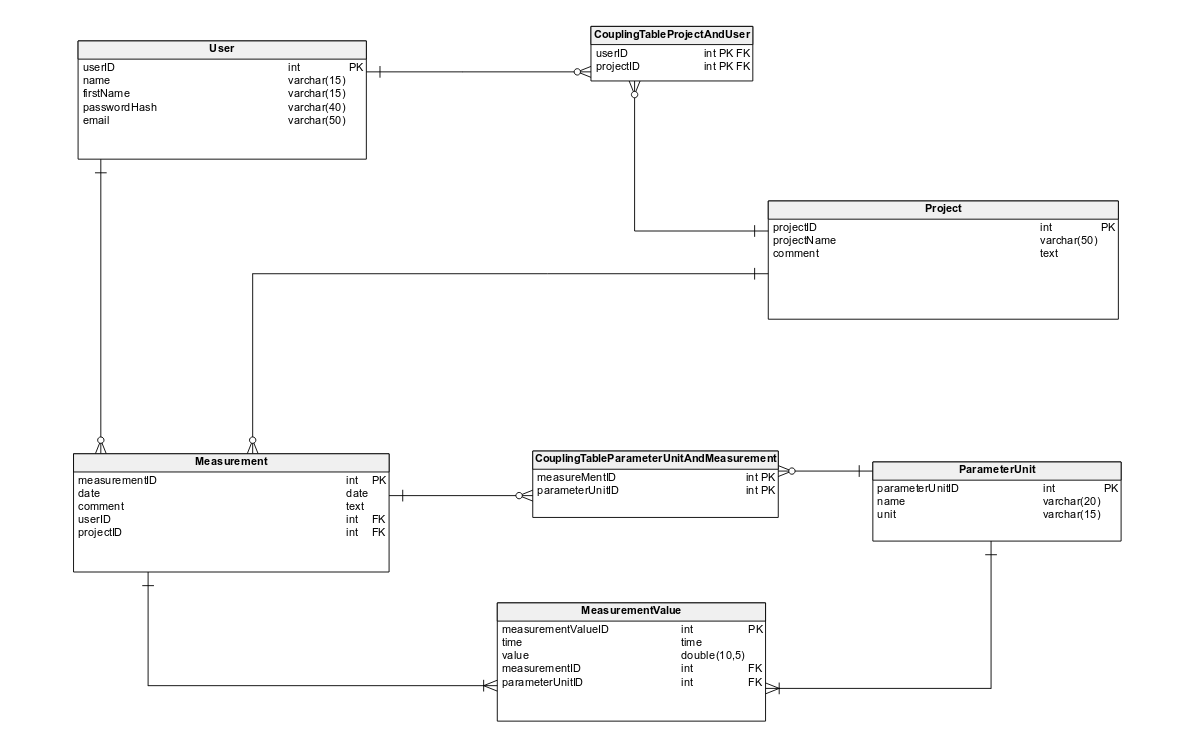 User
userID int PK
name varchar(15)
firstName varchar(15)
passwordHash varchar(40)
email varchar(50)
CouplingTableProjectAndUser
userID int PK FK
projectID int PK FK
Project
projectID int PK
projectName varchar(50)
comment text
Measurement
measurementID int PK
date date
comment text
userID int FK
projectID int FK
CouplingTableParameterUnitAndMeasurement
measureMentID int PK
parameterUnitID int PK
ParameterUnit
parameterUnitID int PK
name varchar(20)
unit varchar(15)
MeasurementValue
measurementValueID int PK
time time
value double(10,5)
measurementID int FK
parameterUnitID int FK